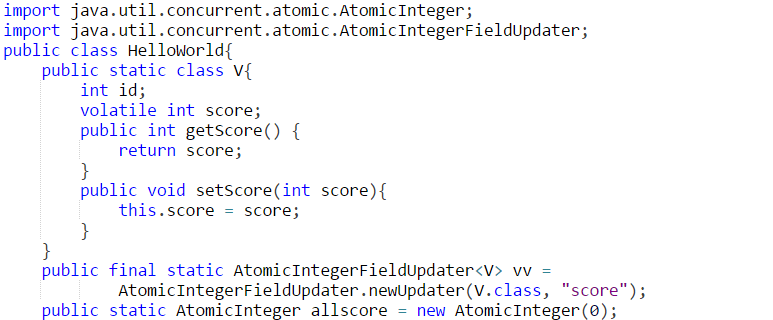 import java.util.concurrent.atomic.AtomicInteger;
import java.util.concurrent.atomic.AtomicIntegerFieldUpdater;
public class HelloWorld{
    public static class V{
        int id;
        volatile int score;
        public int getScore() {
            return score;
        }
        public void setScore(int score){
            this.score = score;
        }
    }
    public final static AtomicIntegerFieldUpdater<V> vv =
            AtomicIntegerFieldUpdater.newUpdater(V.class, "score");
    public static AtomicInteger allscore = new AtomicInteger(0);